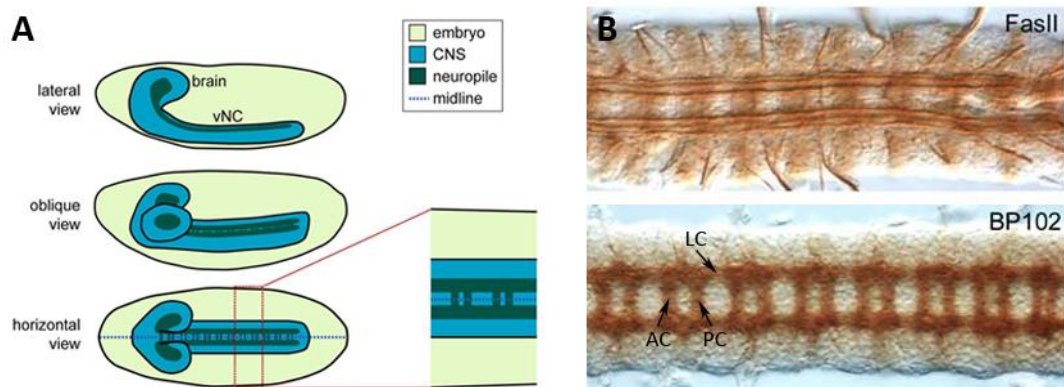 A
embryo
CNS
neuropile
midline
lateral
view
brain
vNC
oblique
view
horizontal
view
B
FasII
BP102
LC
AC
PC